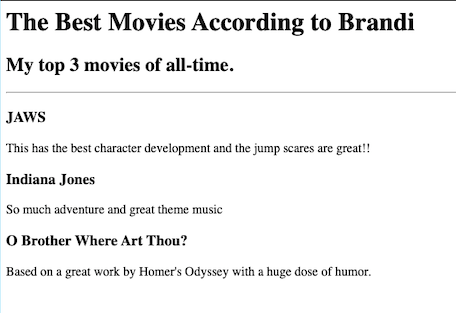 The Best Movies According to Brandi
My top 3 movies of all-time.
JAWS
This has the best character development and the jump scares are great!!
Indiana Jones
So much adventure and great theme music
O Brother Where Art Thou?
Based on a great work by Homer's Odyssey with a huge dose of humor.